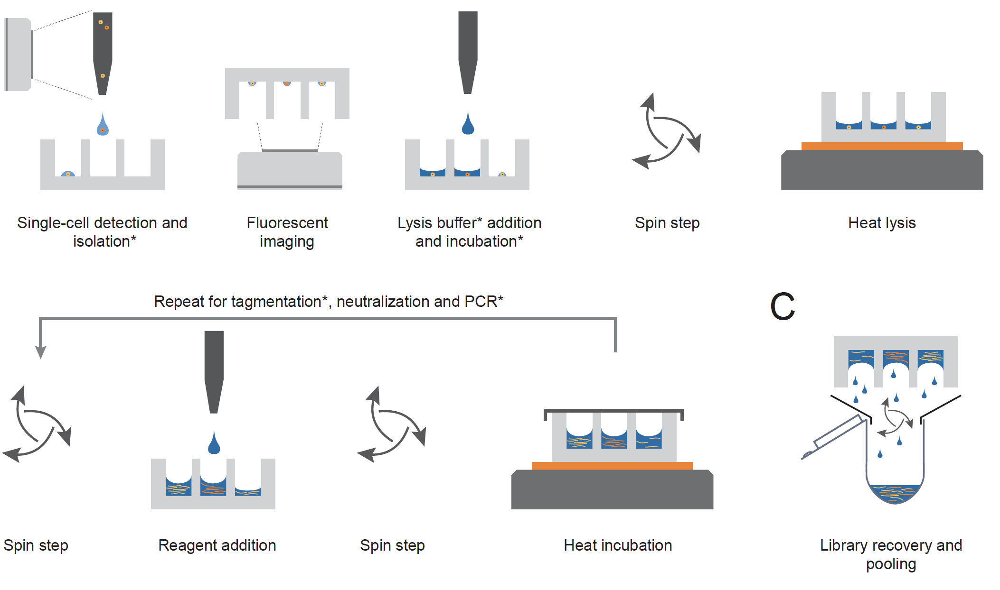 Single-cell detection and
isolation*
Fluorescent
imaging
Lysis buffer* addition
and incubation*
Spin step
Heat lysis
Repeat for tagmentation*, neutralization and PCR*
C
Spin step
Reagent addition
Spin step
Heat incubation
Library recovery and
pooling